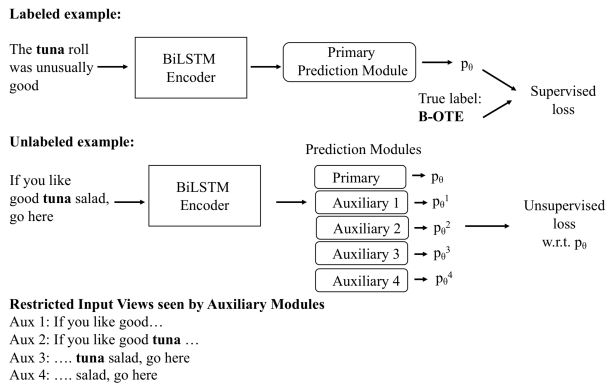 Labeled example:
The tuna roll
was unusually
good
BiLSTM
Encoder
Primary
Prediction Module
pθ
True label:
B-OTE
Supervised
loss
Unlabeled example:
If you like
good tuna salad,
go here
BiLSTM
Encoder
Prediction Modules
Primary
pθ
Auxiliary 1
pθ1
Auxiliary 2
pθ2
Auxiliary 3
pθ3
Auxiliary 4
pθ4
Unsupervised
loss
w.r.t. pθ
Restricted Input Views seen by Auxiliary Modules
Aux 1: If you like good…
Aux 2: If you like good tuna …
Aux 3: …. tuna salad, go here
Aux 4: …. salad, go here